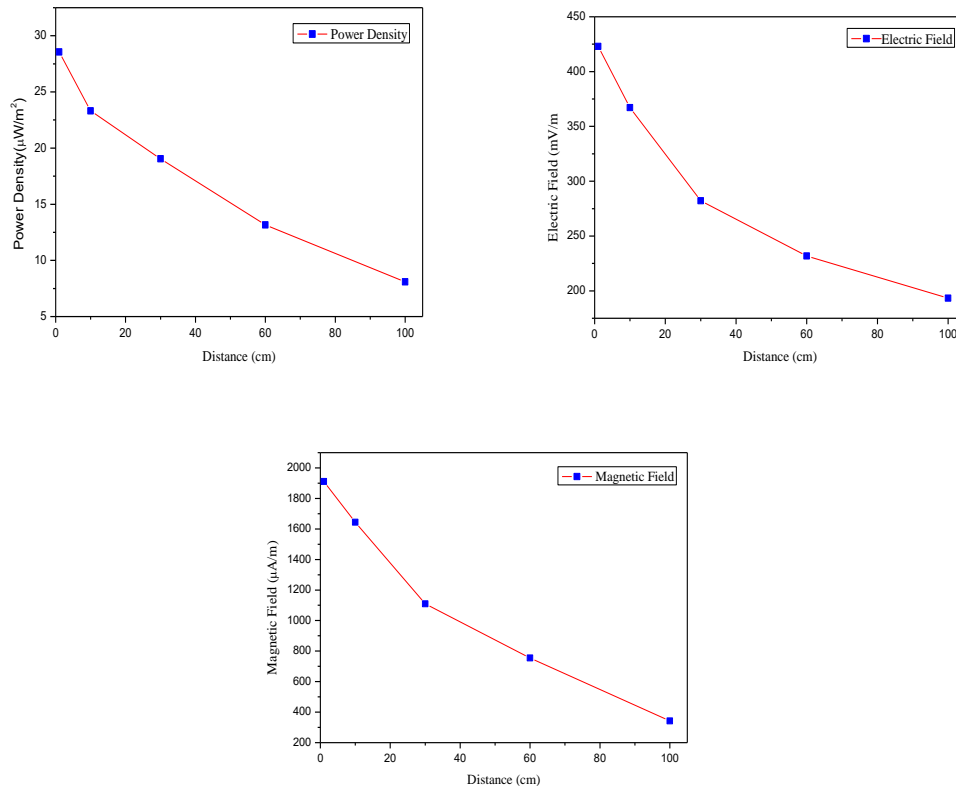 Power Density
30
25
20
15
10
5
Power Density(μW/m²)
0 20 40 60 80 100
Distance (cm)
Electric Field
450
400
350
300
250
200
Electric Field (mV/m
0 20 40 60 80 100
Distance (cm)
Magnetic Field
2000
1800
1600
1400
1200
1000
800
600
400
200
Magnetic Field (μA/m)
0 20 40 60 80 100
Distance (cm)